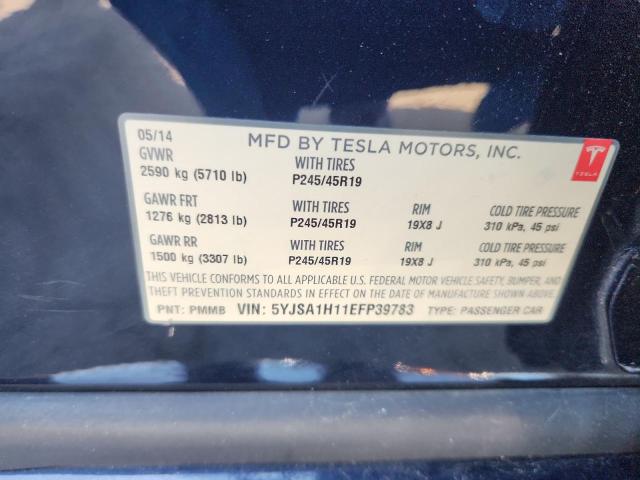 05/14 MFD BY TESLA MOTORS, INC.
GVWR WITH TIRES
2590 kg (5710 lb) P245/45R19
TESLA
GAWR FRT WITH TIRES RIM COLD TIRE PRESSURE
1276 kg (2813 lb) P245/45R19 19X8 J 310 kPa, 45 psi
GAWR RR WITH TIRES RIM COLD TIRE PRESSURE
1500 kg (3307 lb) P245/45R19 19X8 J 310 kPa, 45 psi
THIS VEHICLE CONFORMS TO ALL APPLICABLE U.S. FEDERAL MOTOR VEHICLE SAFETY, BUMPER, AND
THEFT PREVENTION STANDARDS IN EFFECT ON THE DATE OF MANUFACTURE SHOWN ABOVE.
PNT: PMMB VIN: 5YJSA1H11EFP39783 TYPE: PASSENGER CAR